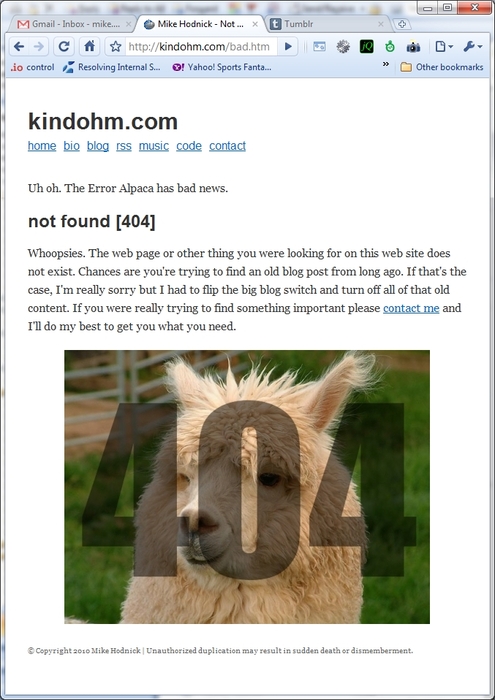 Gmail - Inbox - mike....
Mike Hodnick - Not ...
Tumblr
http://kindohm.com/bad.htm
.io control
Resolving Internal S...
Yahoo! Sports Fanta...
»
Other bookmarks
kindohm.com
home bio blog rss music code contact
Uh oh. The Error Alpaca has bad news.
not found [404]
Whoopsies. The web page or other thing you were looking for on this web site does
not exist. Chances are you're trying to find an old blog post from long ago. If that's the
case, I'm really sorry but I had to flip the big blog switch and turn off all of that old
content. If you were really trying to find something important please contact me and
I'll do my best to get you what you need.
404
© Copyright 2010 Mike Hodnick | Unauthorized duplication may result in sudden death or dismemberment.